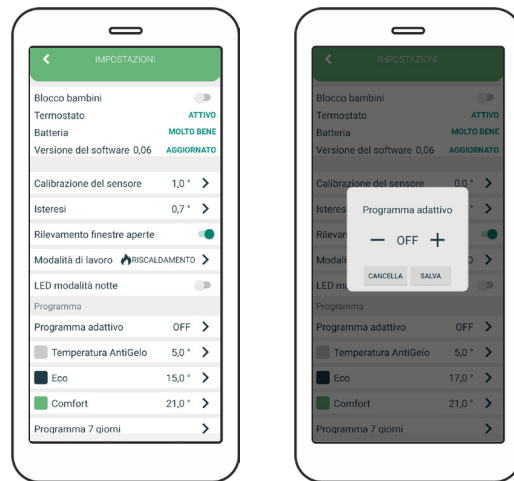 IMPOSTAZIONI
Blocco bambini
Termostato ATTIVO
Batteria MOLTO BENE
Versione del software 0,06 AGGIORNATO
Calibrazione del sensore 1,0 °
Isteresi 0,7 °
Rilevamento finestre aperte
Modalità di lavoro RISCALDAMENTO
LED modalità notte
Programma
Programma adattivo OFF
Temperatura AntiGelo 5,0 °
Eco 15,0 °
Comfort 21,0 °
Programma 7 giorni
IMPOSTAZIONI
Blocco bambini
Termostato ATTIVO
Batteria MOLTO BENE
Versione del software 0,06 AGGIORNATO
Calibrazione del sensore 0,0 °
Programma adattivo
− OFF +
CANCELLA SALVA
Programma
Programma adattivo OFF
Temperatura AntiGelo 5,0 °
Eco 17,0 °
Comfort 21,0 °
Programma 7 giorni